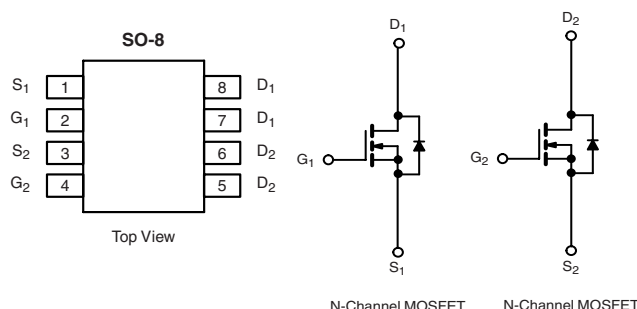 SO-8
S1 1 8 D1
G1 2 7 D1
S2 3 6 D2
G2 4 5 D2
Top View
D1
G1
S1
N-Channel MOSFET
D2
G2
S2
N-Channel MOSFET